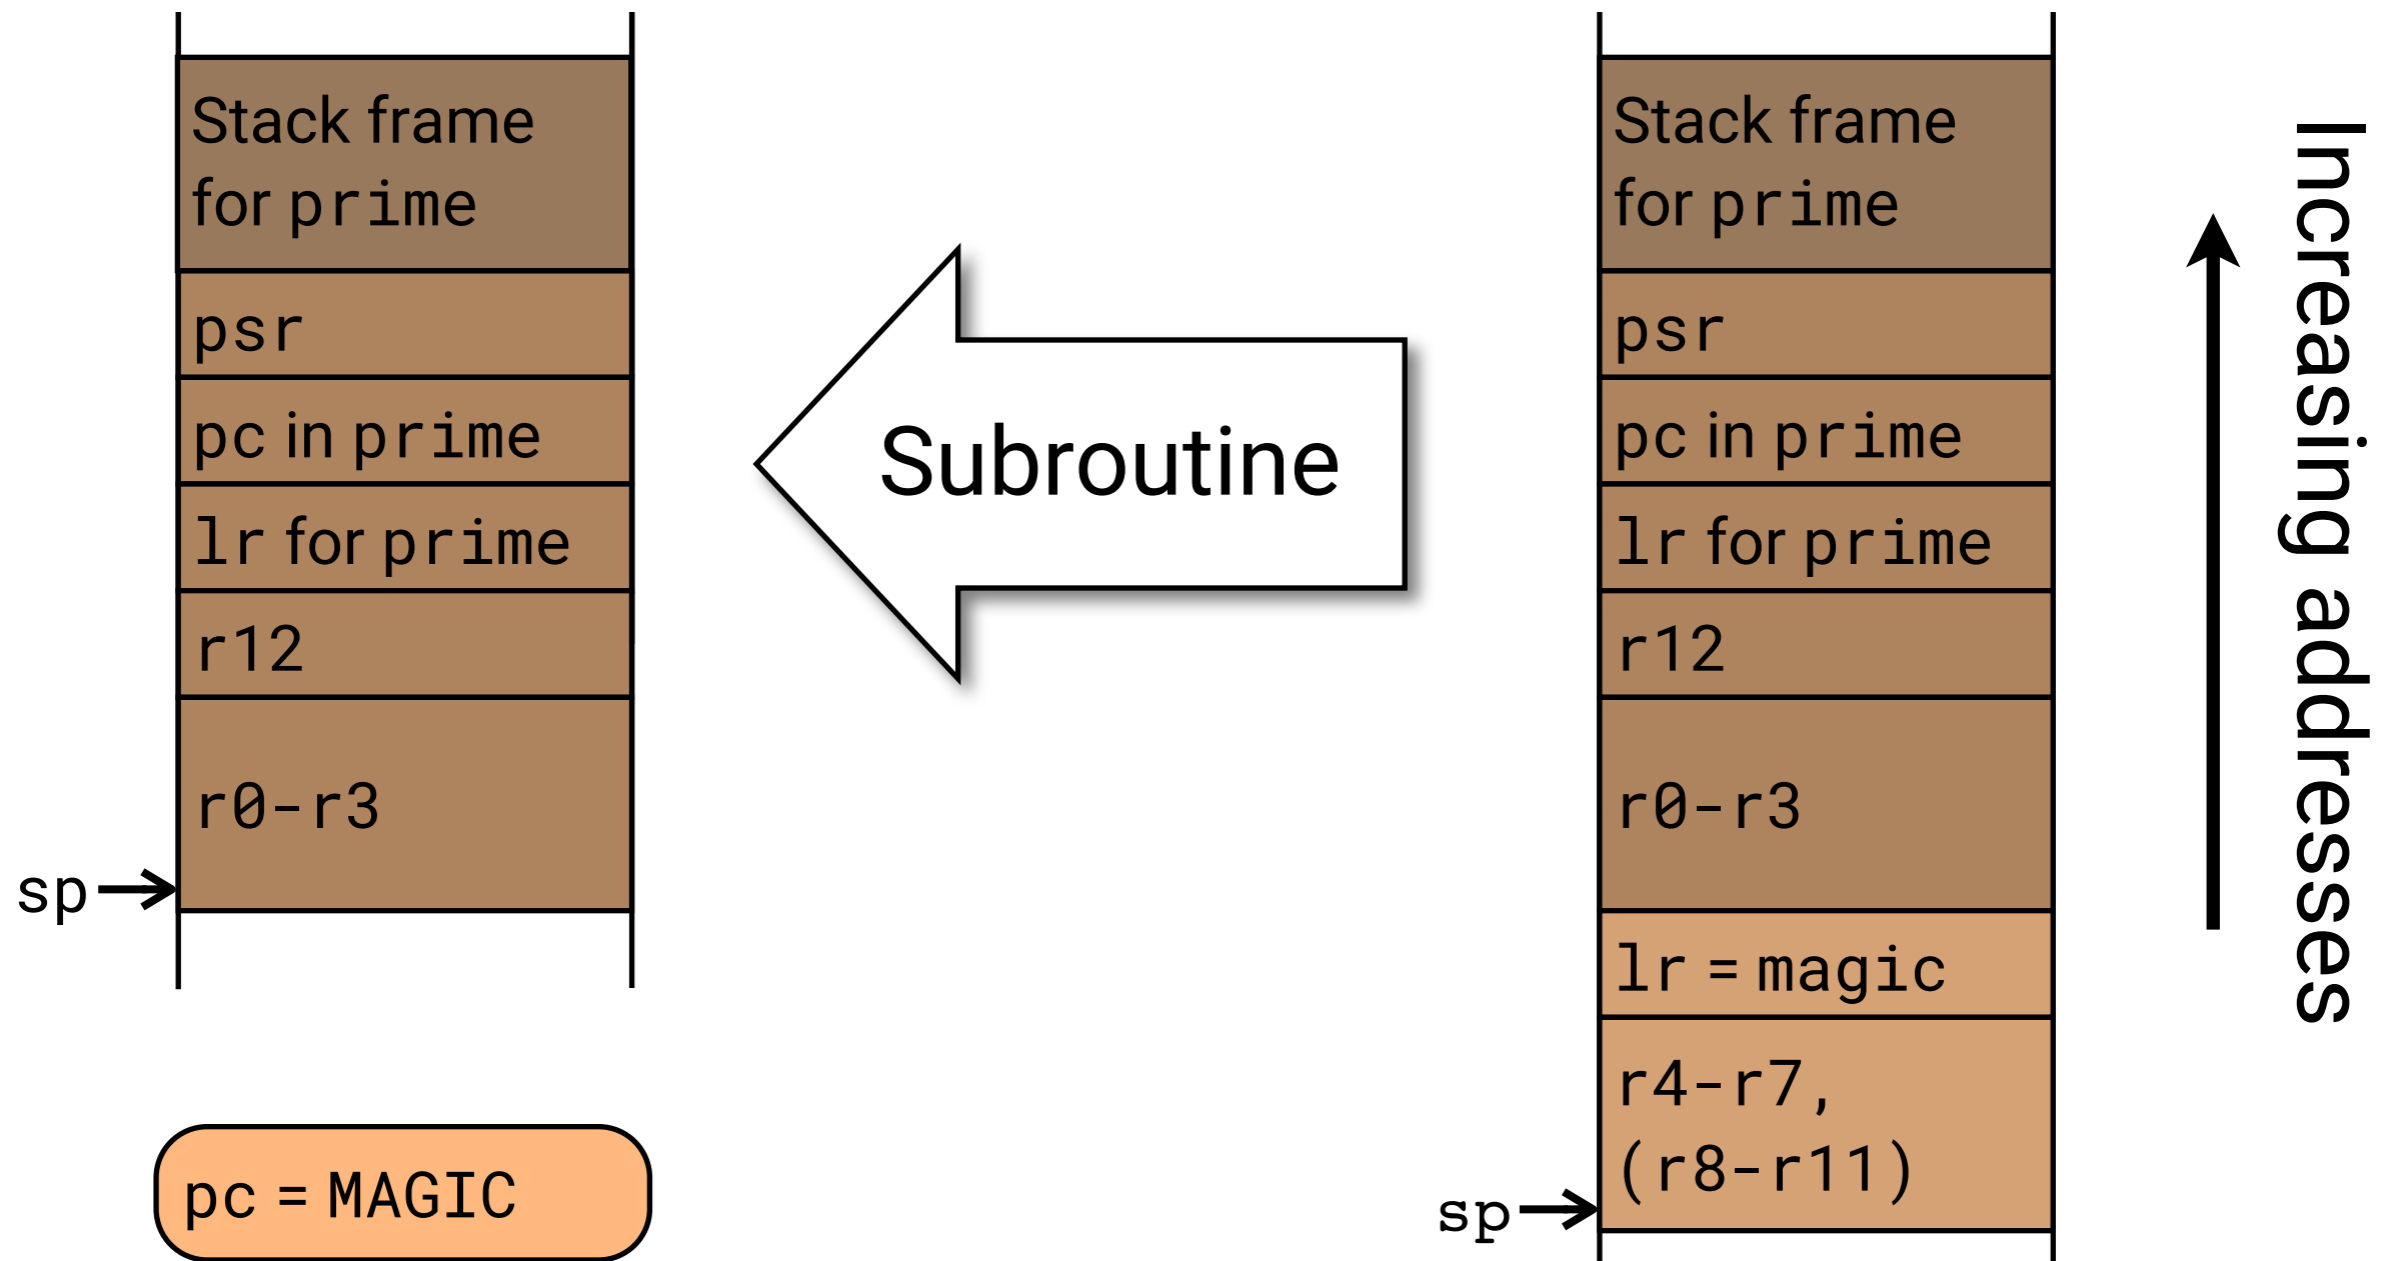 Stack frame
for prime
psr
pc in prime
lr for prime
r12
r0-r3
sp
pc = MAGIC
Subroutine
Stack frame
for prime
psr
pc in prime
lr for prime
r12
r0-r3
lr = magic
r4-r7,
(r8-r11)
sp
Increasing addresses